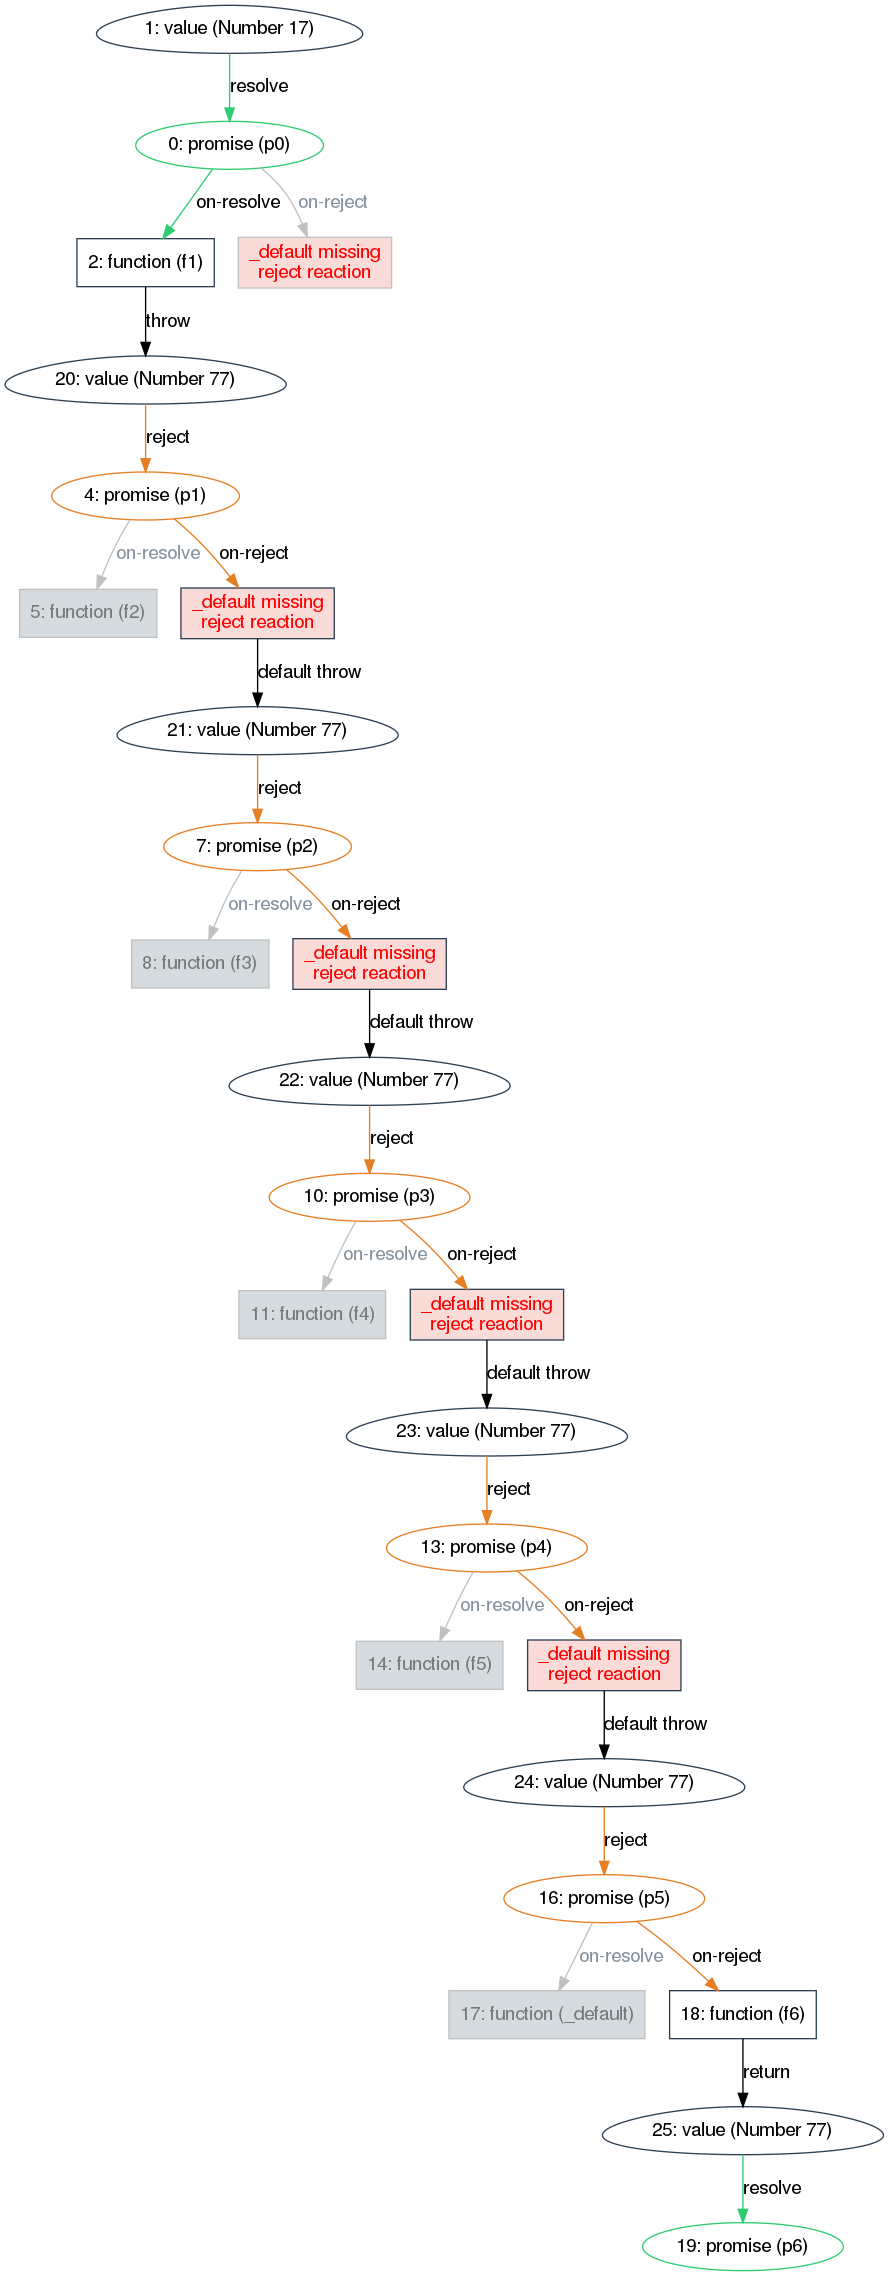 1: value (Number 17)
resolve
0: promise (p0)
on-resolve
on-reject
2: function (f1)
_default missing
reject reaction
throw
20: value (Number 77)
reject
4: promise (p1)
on-resolve
on-reject
5: function (f2)
_default missing
reject reaction
default throw
21: value (Number 77)
reject
7: promise (p2)
on-resolve
on-reject
8: function (f3)
_default missing
reject reaction
default throw
22: value (Number 77)
reject
10: promise (p3)
on-resolve
on-reject
11: function (f4)
_default missing
reject reaction
default throw
23: value (Number 77)
reject
13: promise (p4)
on-resolve
on-reject
14: function (f5)
_default missing
reject reaction
default throw
24: value (Number 77)
reject
16: promise (p5)
on-resolve
on-reject
17: function (_default)
18: function (f6)
return
25: value (Number 77)
resolve
19: promise (p6)